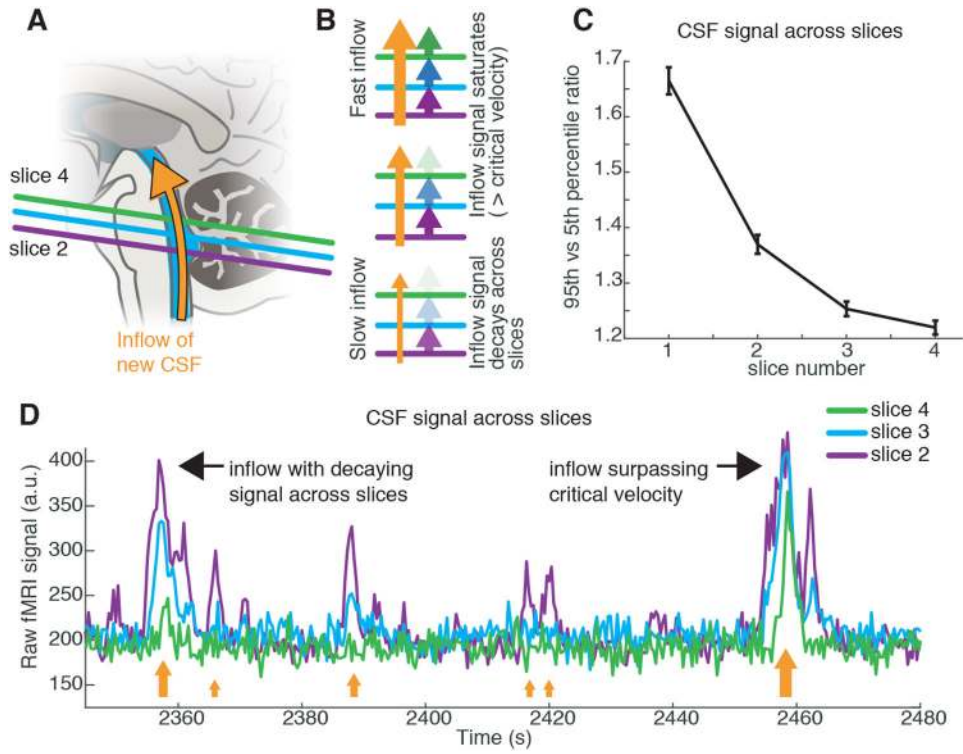 A
slice 4
slice 2
Inflow of
new CSF
B
Fast inflow
Slow inflow
Inflow signal saturates
( > critical velocity)
Inflow signal
decays across
slices
C
CSF signal across slices
95th vs 5th percentile ratio
1.7
1.6
1.5
1.4
1.3
1.2
1
2
3
4
slice number
D
CSF signal across slices
slice 4
slice 3
slice 2
inflow with decaying
signal across slices
inflow surpassing
critical velocity
Raw fMRI signal (a.u.)
400
350
300
250
200
150
2360
2380
2400
2420
2440
2460
2480
Time (s)